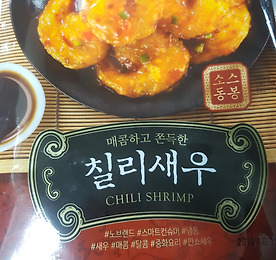 소스
동봉
매콤하고 쫀득한
칠리새우
CHILI SHRIMP
#노브랜드 #스마트컨슈머 #냉동
#새우 #매콤 #달콤 #중화요리 #깐쇼새우